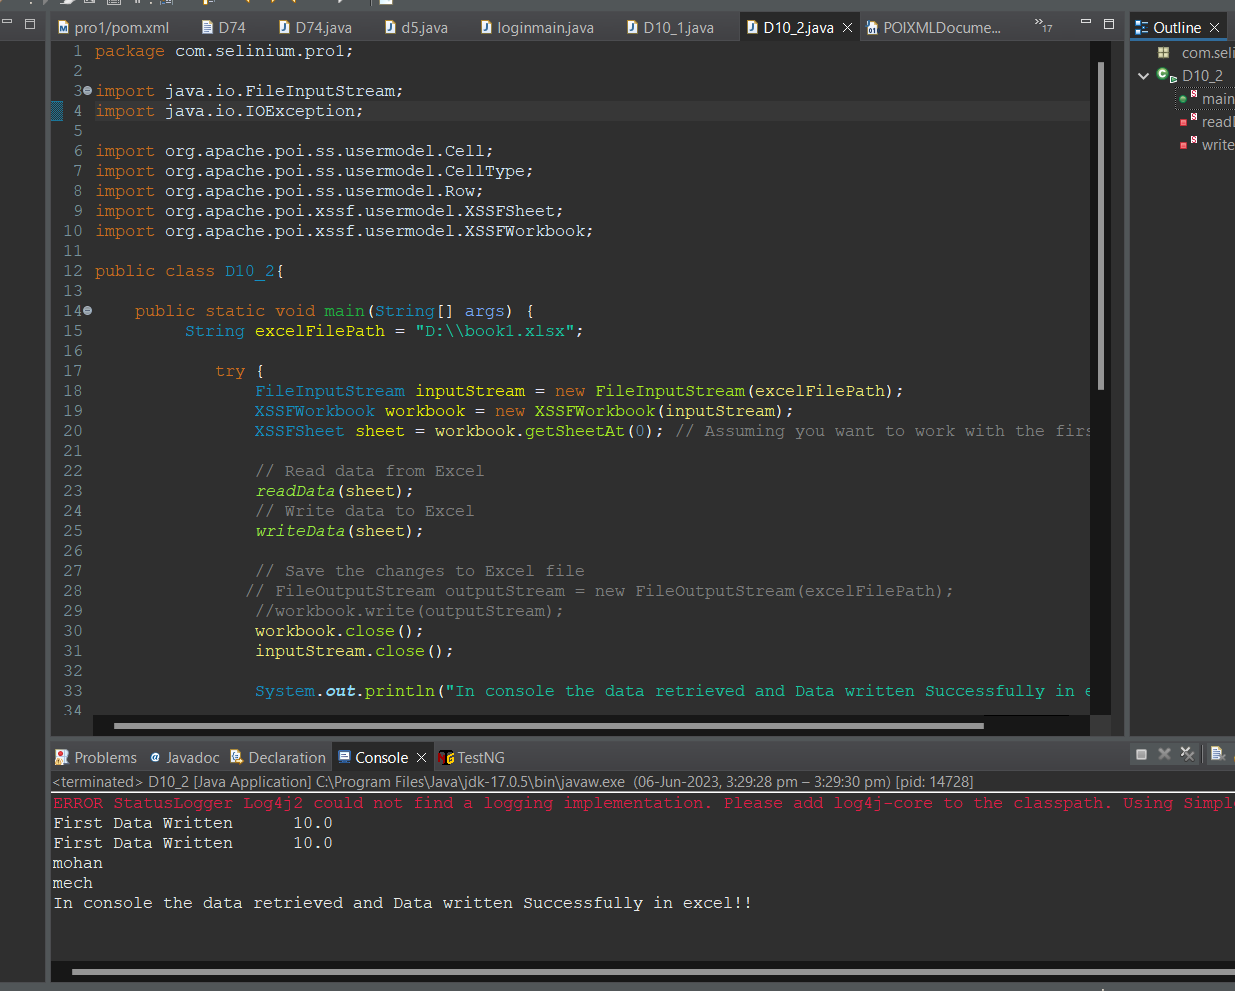 pro1/pom.xml D74 D74.java d5.java loginmain.java D10_1.java D10_2.java POIXMLDocume... »17 Outline
1 package com.selinium.pro1;
2
3 import java.io.FileInputStream;
4 import java.io.IOException;
5
6 import org.apache.poi.ss.usermodel.Cell;
7 import org.apache.poi.ss.usermodel.CellType;
8 import org.apache.poi.ss.usermodel.Row;
9 import org.apache.poi.xssf.usermodel.XSSFSheet;
10 import org.apache.poi.xssf.usermodel.XSSFWorkbook;
11
12 public class D10_2{
13
14 public static void main(String[] args) {
15 String excelFilePath = "D:\\book1.xlsx";
16
17 try {
18 FileInputStream inputStream = new FileInputStream(excelFilePath);
19 XSSFWorkbook workbook = new XSSFWorkbook(inputStream);
20 XSSFSheet sheet = workbook.getSheetAt(0); // Assuming you want to work with the firs
21
22 // Read data from Excel
23 readData(sheet);
24 // Write data to Excel
25 writeData(sheet);
26
27 // Save the changes to Excel file
28 // FileOutputStream outputStream = new FileOutputStream(excelFilePath);
29 //workbook.write(outputStream);
30 workbook.close();
31 inputStream.close();
32
33 System.out.println("In console the data retrieved and Data written Successfully in e
34
com.seli
D10_2
main
readl
write
Problems Javadoc Declaration Console TestNG
<terminated> D10_2 [Java Application] C:\Program Files\Java\jdk-17.0.5\bin\javaw.exe (06-Jun-2023, 3:29:28 pm – 3:29:30 pm) [pid: 14728]
ERROR StatusLogger Log4j2 could not find a logging implementation. Please add log4j-core to the classpath. Using Simple
First Data Written 10.0
First Data Written 10.0
mohan
mech
In console the data retrieved and Data written Successfully in excel!!